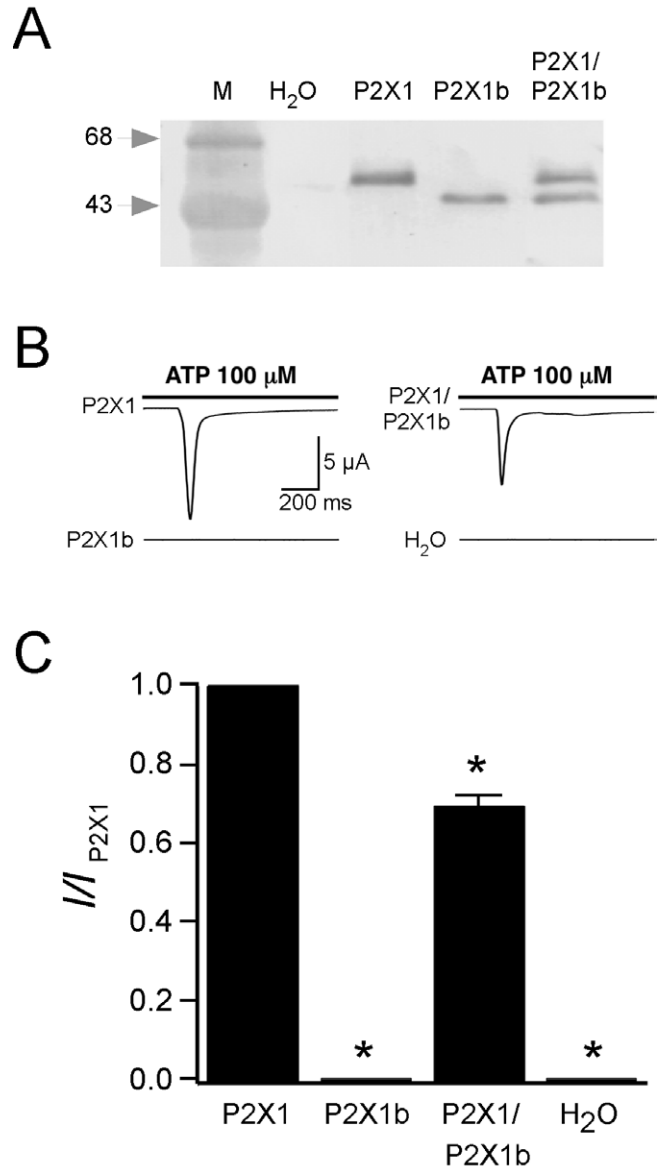 A
M
H₂O
P2X1
P2X1b
P2X1/
P2X1b
68
43
B
ATP 100 µM
P2X1
5 µA
200 ms
P2X1b
ATP 100 µM
P2X1/
P2X1b
H₂O
C
1.0
0.8
0.6
0.4
0.2
0.0
I/I P2X1
*
*
*
P2X1
P2X1b
P2X1/
P2X1b
H₂O